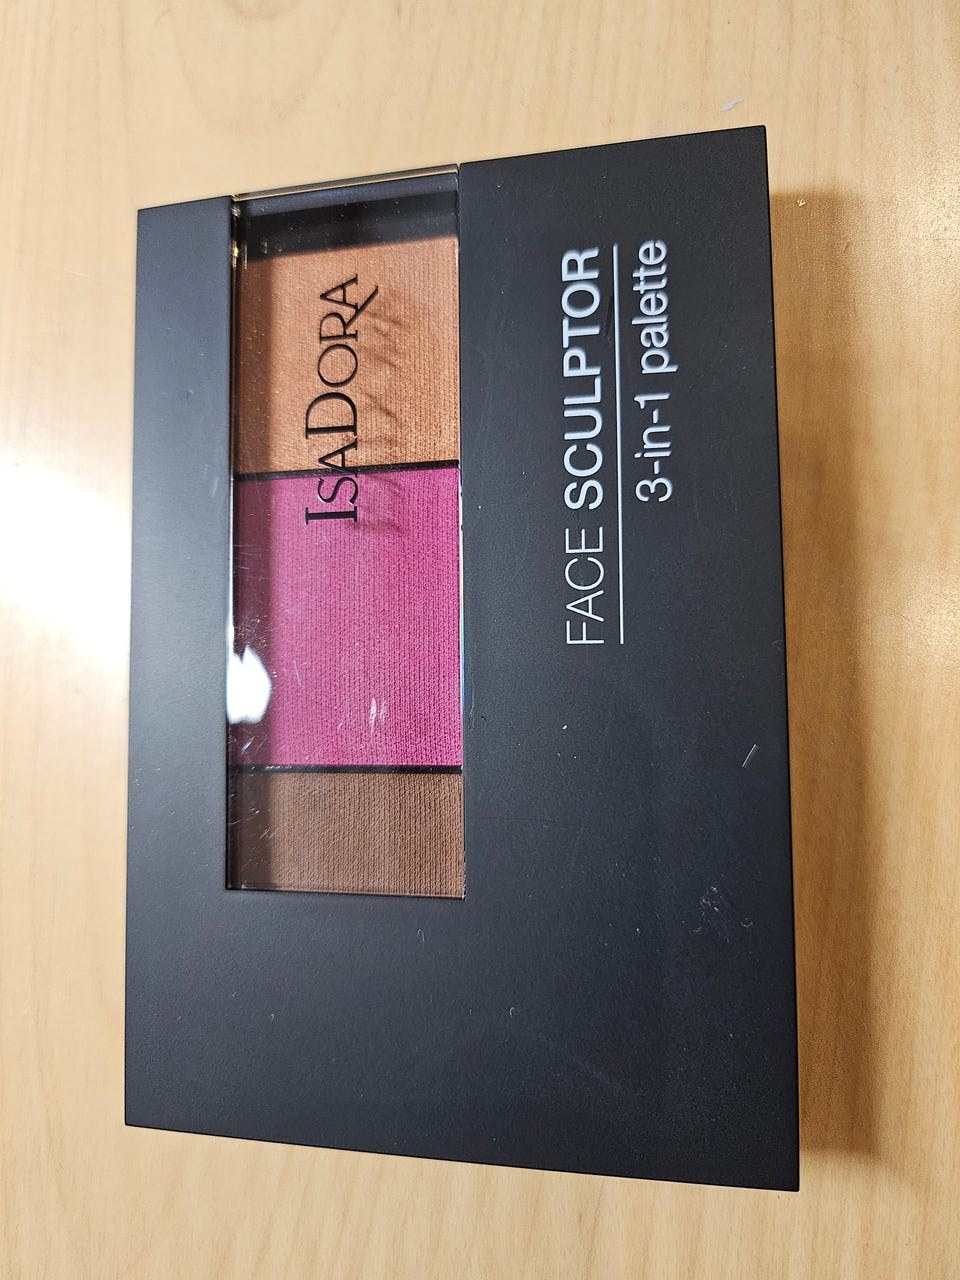 ISADORA
FACE SCULPTOR
3-in-1 palette